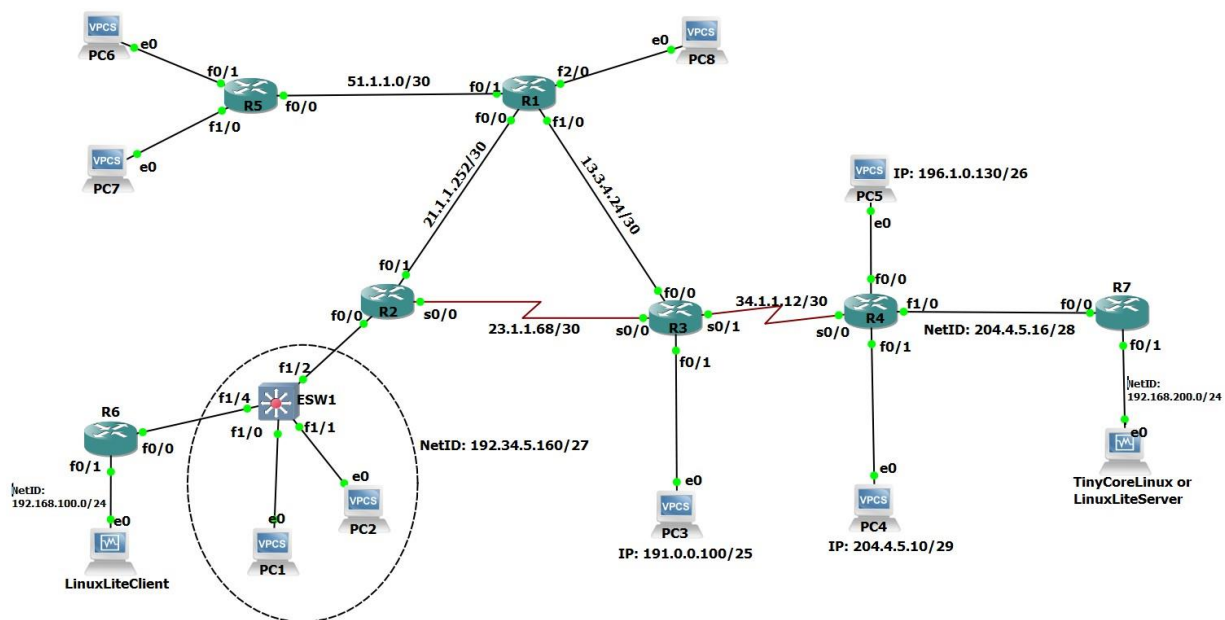 VPCS
e0
PC6
f0/1
R5
f0/0
f1/0
51.1.1.0/30
VPCS
e0
PC7
f0/1
R1
f2/0
f0/0
f1/0
e0
VPCS
PC8
21.1.1.252/30
13.3.4.24/30
VPCS
IP: 196.1.0.130/26
PC5
e0
f0/0
f0/1
R2
f0/0
s0/0
23.1.1.68/30
f0/0
R3
s0/0
s0/1
f0/1
34.1.1.12/30
R4
s0/0
f1/0
f0/1
NetID: 204.4.5.16/28
R7
f0/0
f0/1
NetID:
192.168.200.0/24
e0
TinyCoreLinux or
LinuxLiteServer
f1/2
ESW1
f1/4
f1/0
f1/1
NetID: 192.34.5.160/27
R6
f0/0
f0/1
NetID:
192.168.100.0/24
e0
LinuxLiteClient
e0
VPCS
PC1
e0
VPCS
PC2
e0
VPCS
PC3
IP: 191.0.0.100/25
e0
VPCS
PC4
IP: 204.4.5.10/29